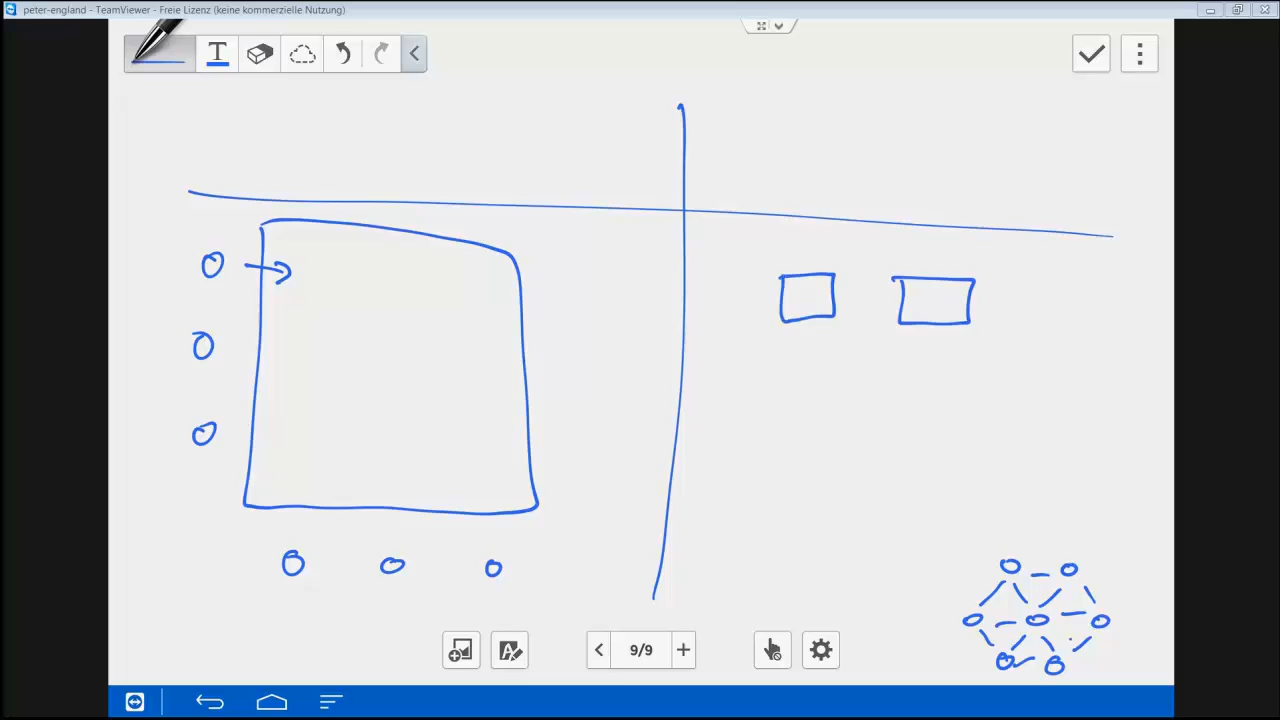 peter-england - TeamViewer - Freie Lizenz (keine kommerzielle Nutzung)
T
A
9/9